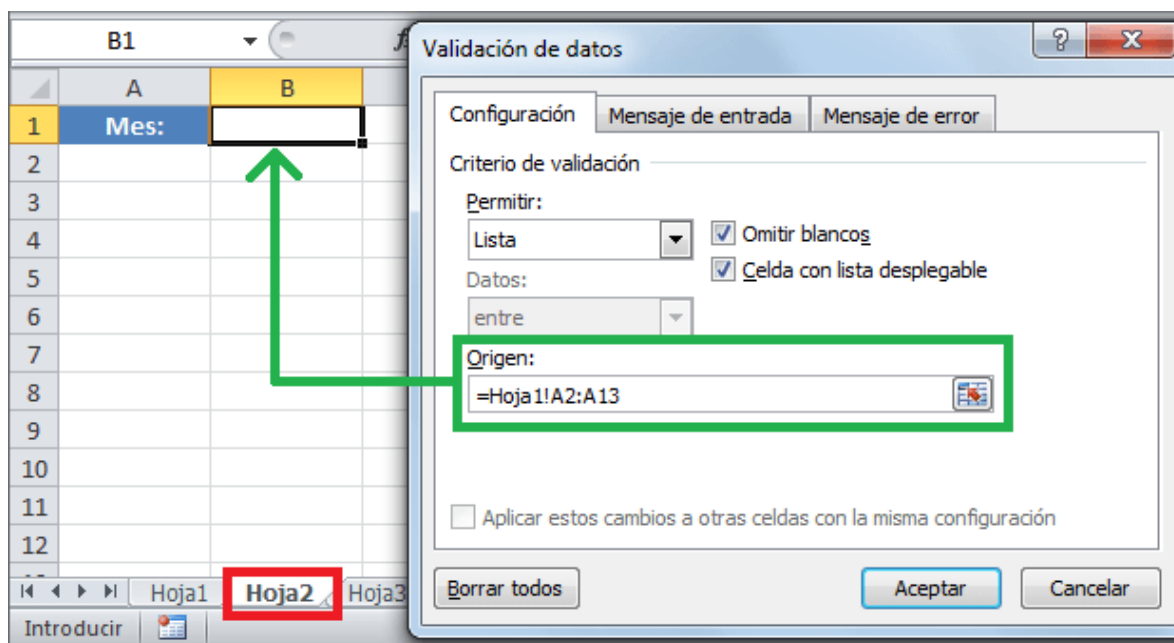 B1
Validación de datos
A B
1 Mes:
2
3
4
5
6
7
8
9
10
11
12
Hoja1 Hoja2 Hoja3
Introducir
Configuración Mensaje de entrada Mensaje de error
Criterio de validación
Permitir:
Lista
Omitir blancos
Celda con lista desplegable
Datos:
entre
Origen:
=Hoja1!A2:A13
Aplicar estos cambios a otras celdas con la misma configuración
Borrar todos Aceptar Cancelar